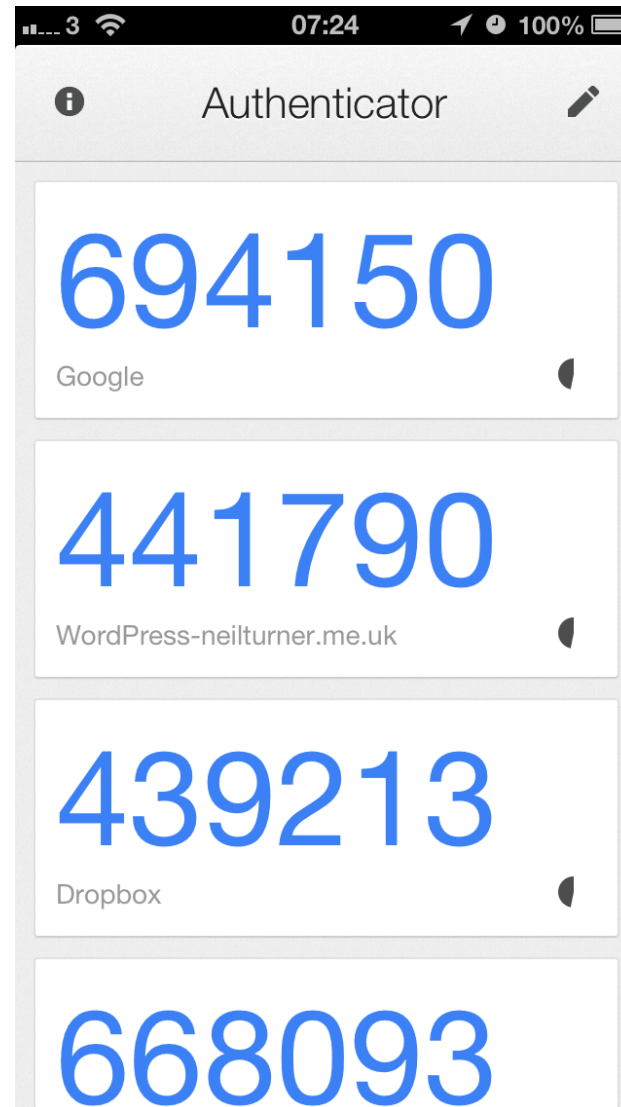 3 07:24 100%
Authenticator
694150
Google
441790
WordPress-neilturner.me.uk
439213
Dropbox
668093